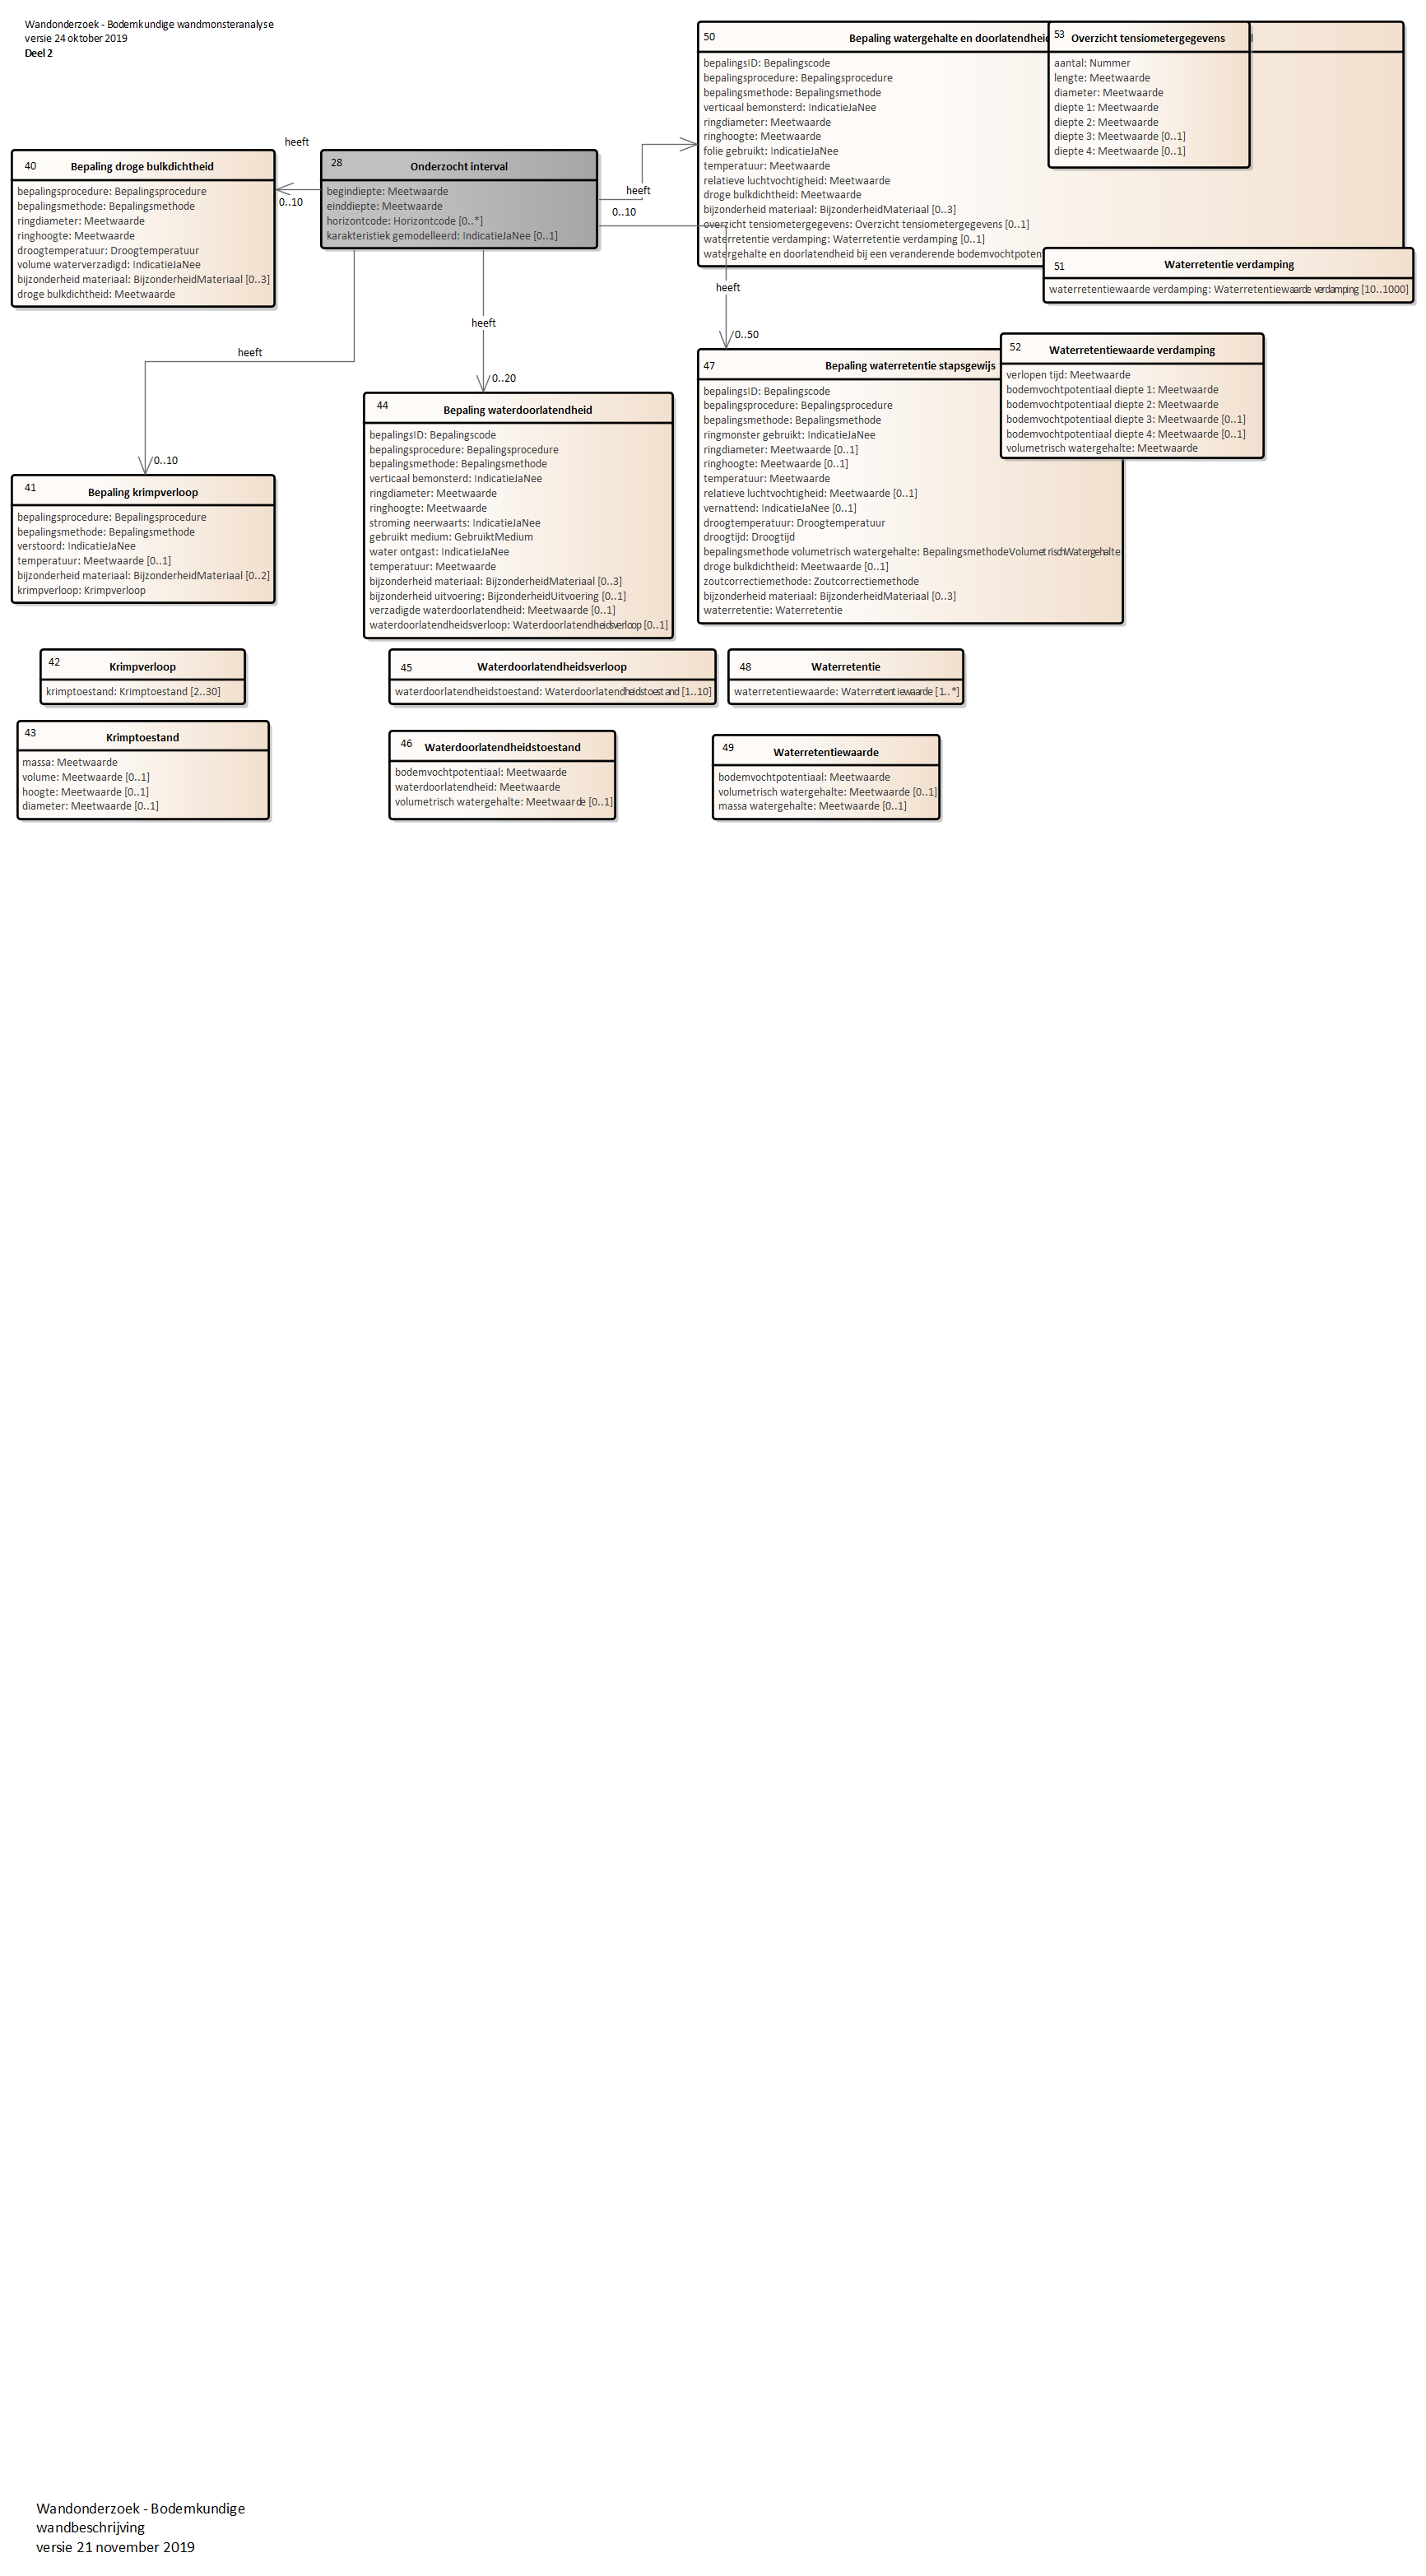 Wandonderzoek - Bodemkundige wandmonsteranalyse
versie 24 oktober 2019
Deel 2
50
Bepaling watergehalte en doorlatendheid
bepalingsID: Bepalingscode
bepalingsprocedure: Bepalingsprocedure
bepalingsmethode: Bepalingsmethode
verticaal bemonsterd: IndicatieJaNee
ringdiameter: Meetwaarde
ringhoogte: Meetwaarde
folie gebruikt: IndicatieJaNee
temperatuur: Meetwaarde
relatieve luchtvochtigheid: Meetwaarde
droge bulkdichtheid: Meetwaarde
bijzonderheid materiaal: BijzonderheidMateriaal [0..3]
overzicht tensiometergegevens: Overzicht tensiometergegevens [0..1]
waterretentie verdamping: Waterretentie verdamping [0..1]
watergehalte en doorlatendheid bij een veranderende bodemvochtpoten
53
Overzicht tensiometergegevens
aantal: Nummer
lengte: Meetwaarde
diameter: Meetwaarde
diepte 1: Meetwaarde
diepte 2: Meetwaarde
diepte 3: Meetwaarde [0..1]
diepte 4: Meetwaarde [0..1]
heeft
0..10
40
Bepaling droge bulkdichtheid
bepalingsprocedure: Bepalingsprocedure
bepalingsmethode: Bepalingsmethode
ringdiameter: Meetwaarde
ringhoogte: Meetwaarde
droogtemperatuur: Droogtemperatuur
volume waterverzadigd: IndicatieJaNee
bijzonderheid materiaal: BijzonderheidMateriaal [0..3]
droge bulkdichtheid: Meetwaarde
28
Onderzocht interval
begindiepte: Meetwaarde
einddiepte: Meetwaarde
horizontcode: Horizontcode [0..*]
karakteristiek gemodelleerd: IndicatieJaNee [0..1]
heeft
0..10
51
Waterretentie verdamping
waterretentiewaarde verdamping: Waterretentiewaarde verdamping [10..1000]
heeft
0..50
heeft
0..20
heeft
0..10
52
Waterretentiewaarde verdamping
verlopen tijd: Meetwaarde
bodemvochtpotentiaal diepte 1: Meetwaarde
bodemvochtpotentiaal diepte 2: Meetwaarde
bodemvochtpotentiaal diepte 3: Meetwaarde [0..1]
bodemvochtpotentiaal diepte 4: Meetwaarde [0..1]
volumetrisch watergehalte: Meetwaarde
47
Bepaling waterretentie stapsgewijs
bepalingsID: Bepalingscode
bepalingsprocedure: Bepalingsprocedure
bepalingsmethode: Bepalingsmethode
ringmonster gebruikt: IndicatieJaNee
ringdiameter: Meetwaarde [0..1]
ringhoogte: Meetwaarde [0..1]
temperatuur: Meetwaarde
relatieve luchtvochtigheid: Meetwaarde [0..1]
vernattend: IndicatieJaNee [0..1]
droogtemperatuur: Droogtemperatuur
droogtijd: Droogtijd
bepalingsmethode volumetrisch watergehalte: BepalingsmethodeVolumetrischWatergehalte
droge bulkdichtheid: Meetwaarde [0..1]
zoutcorrectiemethode: Zoutcorrectiemethode
bijzonderheid materiaal: BijzonderheidMateriaal [0..3]
waterretentie: Waterretentie
44
Bepaling waterdoorlatendheid
bepalingsID: Bepalingscode
bepalingsprocedure: Bepalingsprocedure
bepalingsmethode: Bepalingsmethode
verticaal bemonsterd: IndicatieJaNee
ringdiameter: Meetwaarde
ringhoogte: Meetwaarde
stroming neerwaarts: IndicatieJaNee
gebruikt medium: GebruiktMedium
water ontgast: IndicatieJaNee
temperatuur: Meetwaarde
bijzonderheid materiaal: BijzonderheidMateriaal [0..3]
bijzonderheid uitvoering: BijzonderheidUitvoering [0..1]
verzadigde waterdoorlatendheid: Meetwaarde [0..1]
waterdoorlatendheidsverloop: Waterdoorlatendheidsverloop [0..1]
41
Bepaling krimpverloop
bepalingsprocedure: Bepalingsprocedure
bepalingsmethode: Bepalingsmethode
verstoord: IndicatieJaNee
temperatuur: Meetwaarde [0..1]
bijzonderheid materiaal: BijzonderheidMateriaal [0..2]
krimpverloop: Krimpverloop
42
Krimpverloop
krimptoestand: Krimptoestand [2..30]
45
Waterdoorlatendheidsverloop
waterdoorlatendheidstoestand: Waterdoorlatendheidstoestand [1..10]
48
Waterretentie
waterretentiewaarde: Waterretentiewaarde [1..*]
43
Krimptoestand
massa: Meetwaarde
volume: Meetwaarde [0..1]
hoogte: Meetwaarde [0..1]
diameter: Meetwaarde [0..1]
46
Waterdoorlatendheidstoestand
bodemvochtpotentiaal: Meetwaarde
waterdoorlatendheid: Meetwaarde
volumetrisch watergehalte: Meetwaarde [0..1]
49
Waterretentiewaarde
bodemvochtpotentiaal: Meetwaarde
volumetrisch watergehalte: Meetwaarde [0..1]
massa watergehalte: Meetwaarde [0..1]
Wandonderzoek - Bodemkundige
wandbeschrijving
versie 21 november 2019